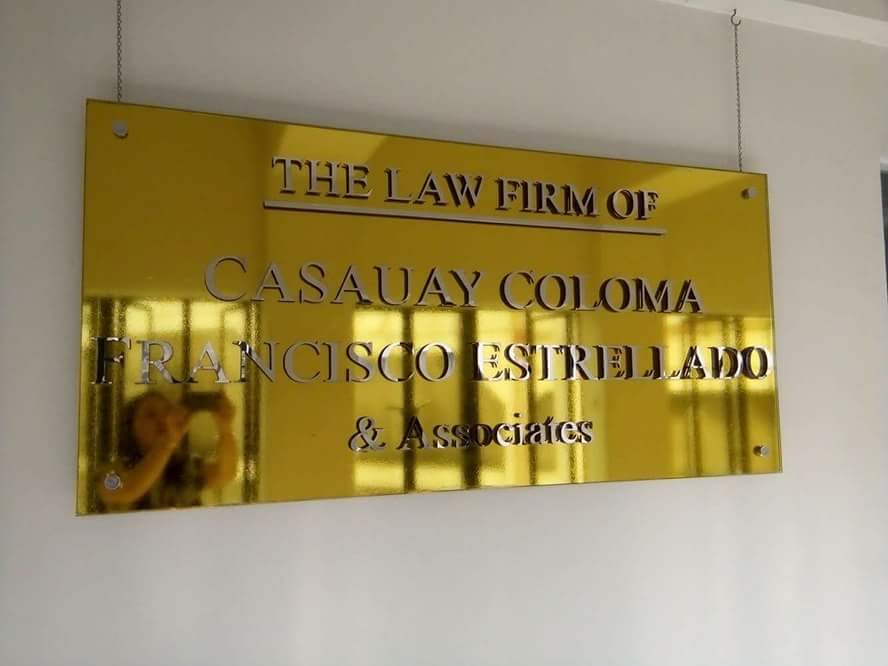 THE LAW FIRM OF
CASAUAY COLOMA
FRANCISCO ESTRELLADO
& Associates